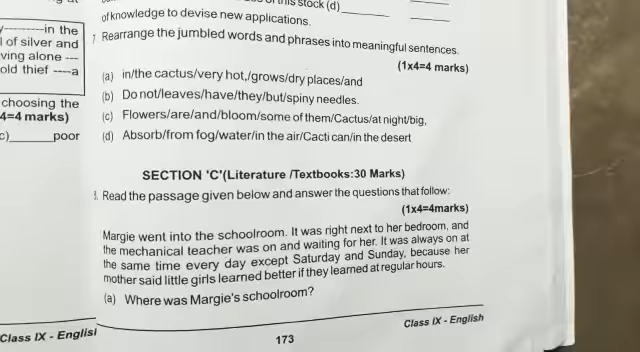 of this stock (d)
of knowledge to devise new applications.
7 Rearrange the jumbled words and phrases into meaningful sentences.
(1x4=4 marks)
(a) in/the cactus/very hot,/grows/dry places/and
(b) Do not/leaves/have/they/but/spiny needles.
(c) Flowers/are/and/bloom/some of them/Cactus/at night/big,
(d) Absorb/from fog/water/in the air/Cacti can/in the desert
SECTION 'C'(Literature /Textbooks:30 Marks)
Read the passage given below and answer the questions that follow:
(1x4=4marks)
Margie went into the schoolroom. It was right next to her bedroom, and
the mechanical teacher was on and waiting for her. It was always on at
the same time every day except Saturday and Sunday, because her
mother said little girls learned better if they learned at regular hours.
(a) Where was Margie's schoolroom?
Class IX - English
173
in the
of silver and
ving alone ---
old thief ----a
choosing the
4=4 marks)
c)______poor
Class IX - Englis